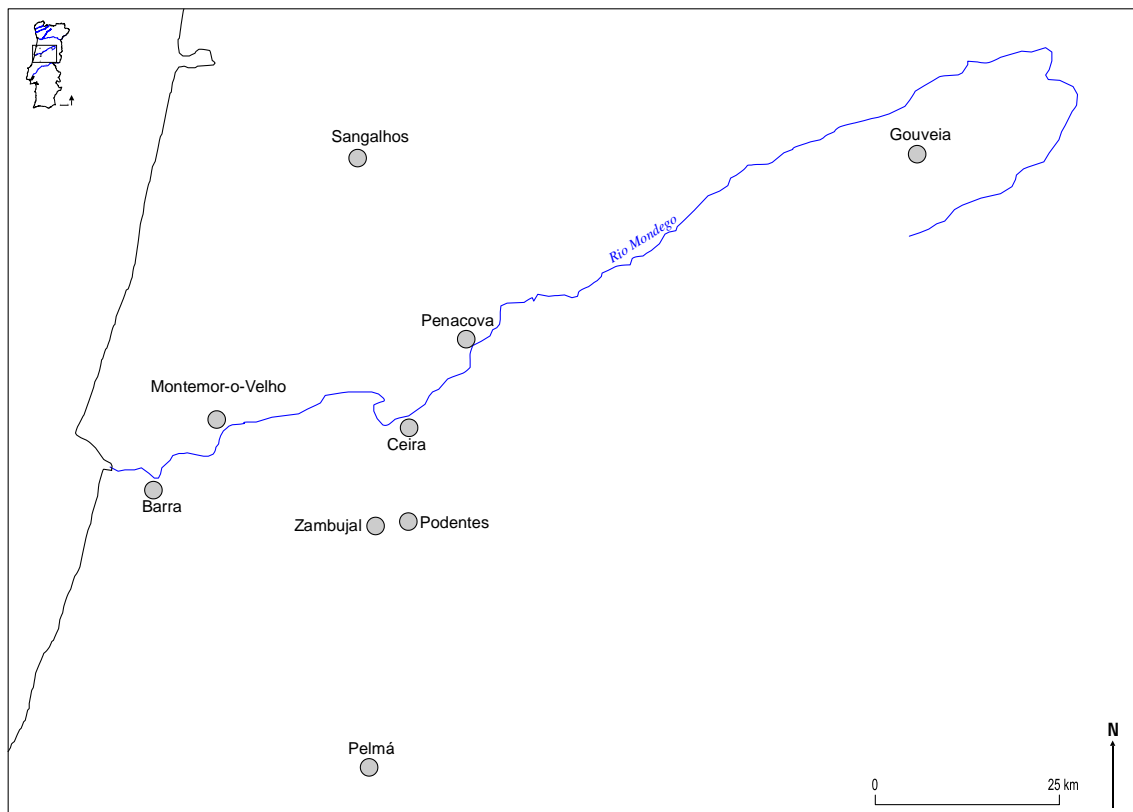 Sangalhos
Gouveia
Rio Mondego
Penacova
Montemor-o-Velho
Ceira
Barra
Zambujal
Podentes
Pelmá
N
0 25 km